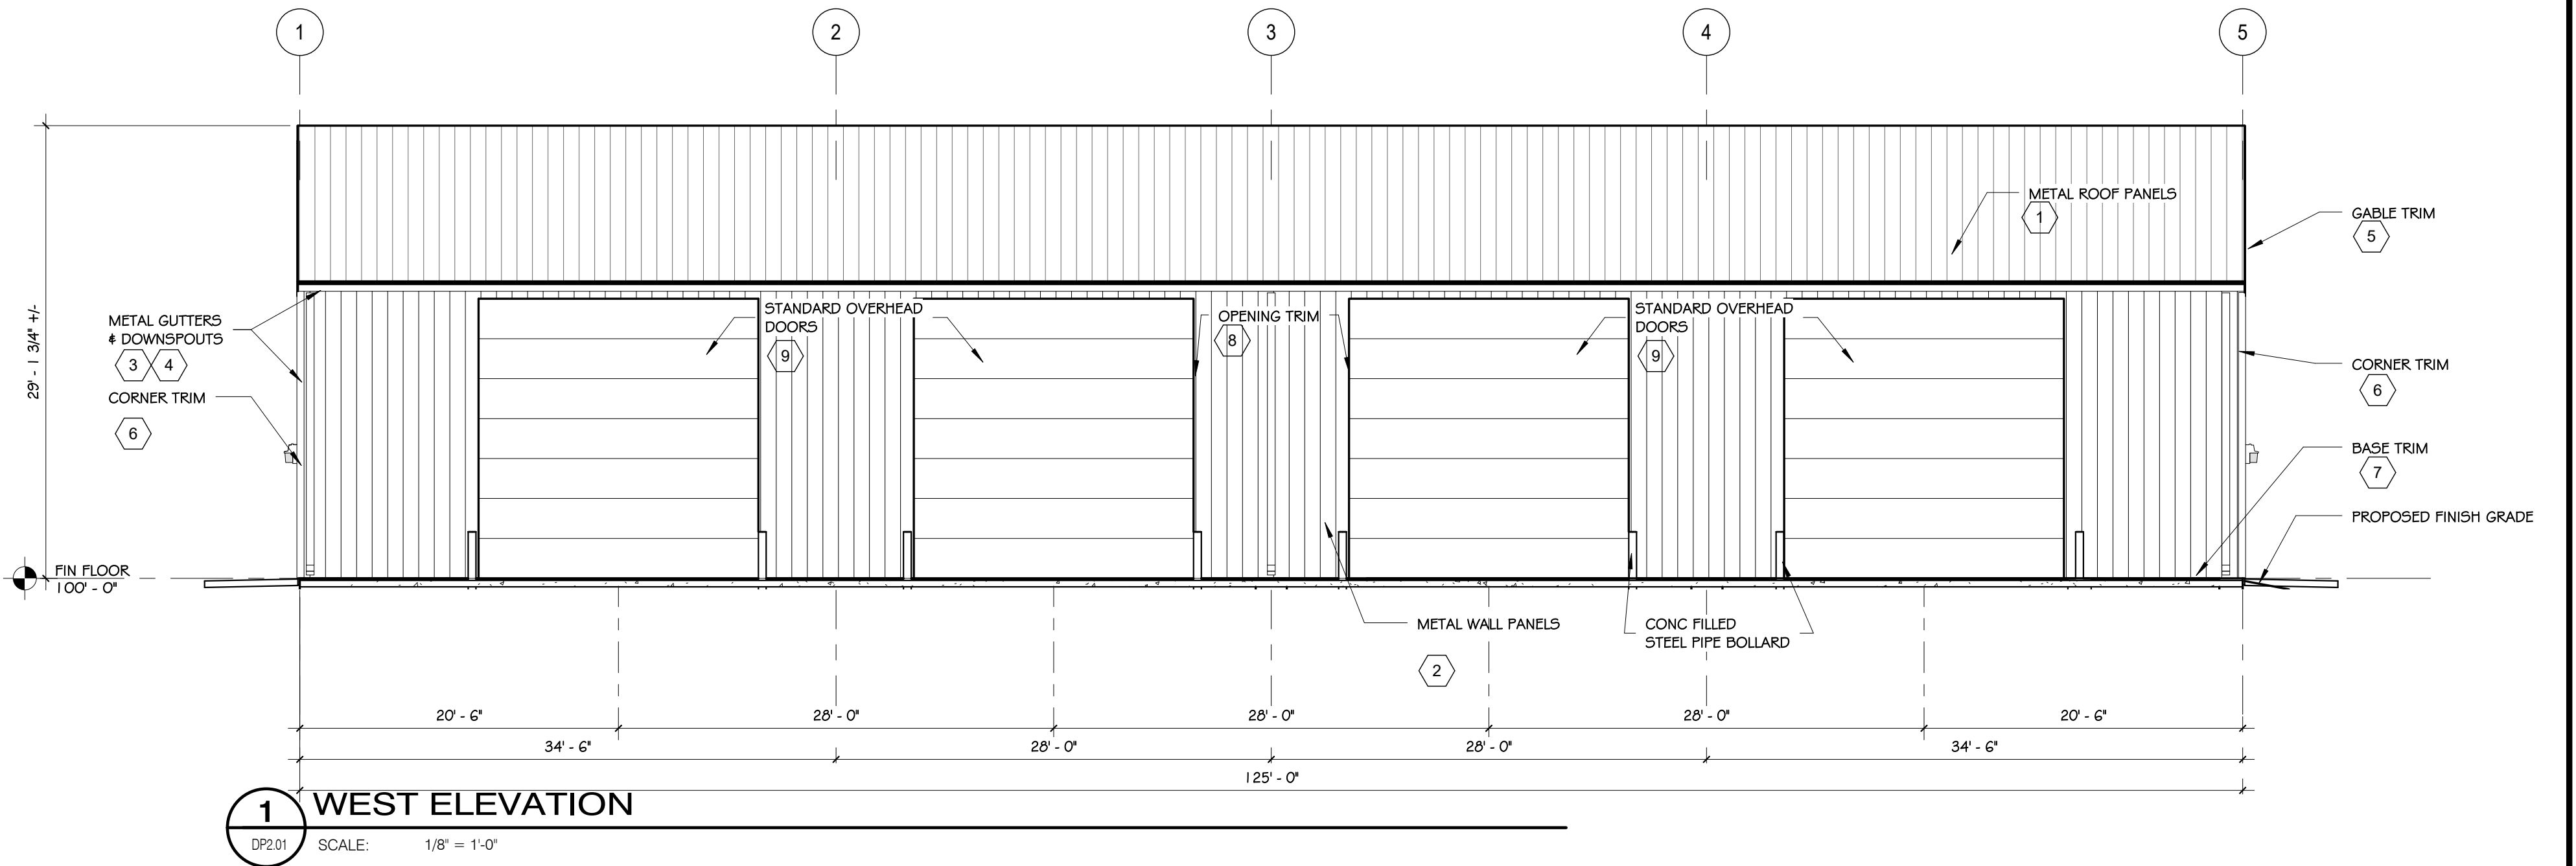 1
2
3
4
5
METAL ROOF PANELS
1
GABLE TRIM
5
29' - 1 3/4" +/-
METAL GUTTERS
& DOWNSPOUTS
3
4
CORNER TRIM
6
STANDARD OVERHEAD
DOORS
9
OPENING TRIM
8
STANDARD OVERHEAD
DOORS
9
CORNER TRIM
6
BASE TRIM
7
PROPOSED FINISH GRADE
FIN FLOOR
100' - 0"
METAL WALL PANELS
2
CONC FILLED
STEEL PIPE BOLLARD
20' - 6"
28' - 0"
28' - 0"
28' - 0"
20' - 6"
34' - 6"
28' - 0"
28' - 0"
34' - 6"
125' - 0"
1
WEST ELEVATION
DP2.01
SCALE: 1/8" = 1'-0"